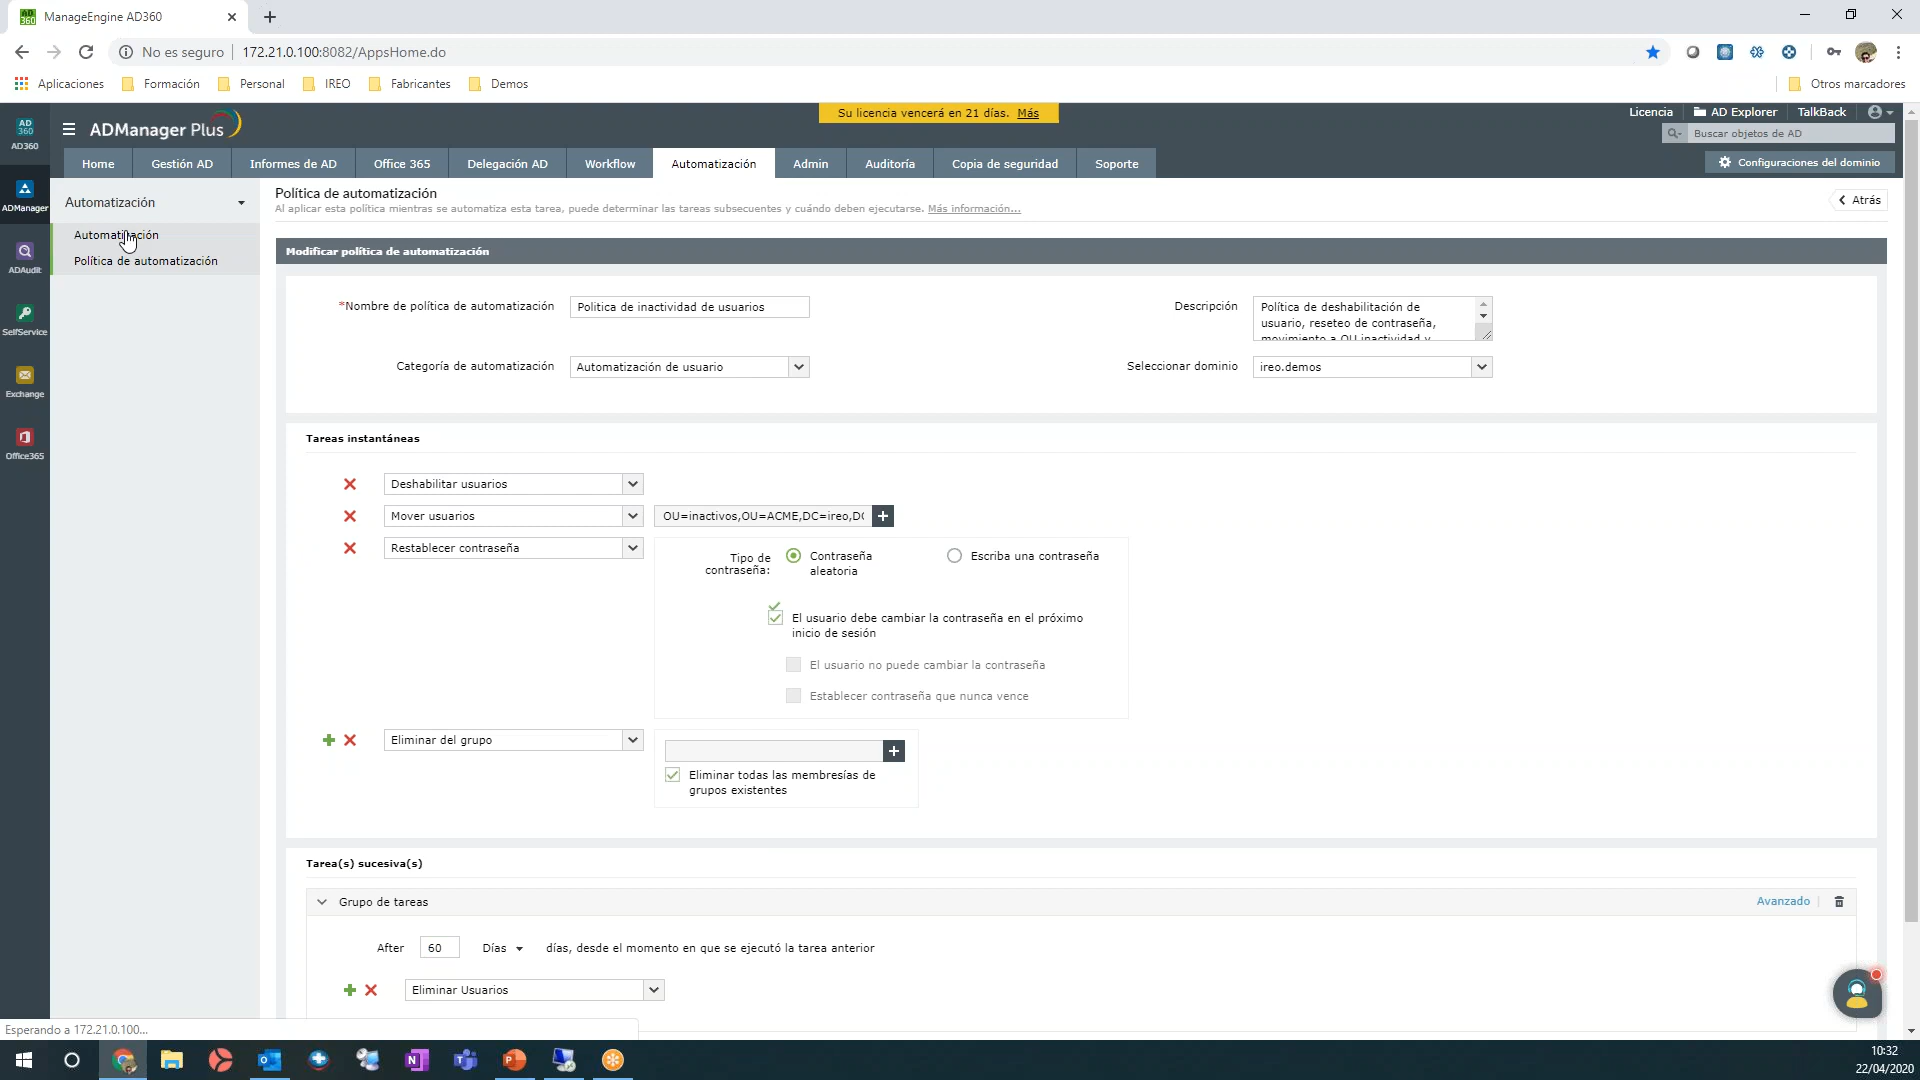 ManageEngine AD360
No es seguro
172.21.0.100:8082/AppsHome.do
Aplicaciones
Formación
Personal
IREO
Fabricantes
Demos
Otros marcadores
AD360
ADManager
ADAudit
SelfService
Exchange
Office365
ADManager Plus
Su licencia vencerá en 21 días. Más
Licencia
AD Explorer
TalkBack
Buscar objetos de AD
Home
Gestión AD
Informes de AD
Office 365
Delegación AD
Workflow
Automatización
Admin
Auditoría
Copia de seguridad
Soporte
Configuraciones del dominio
Automatización
Automatización
Política de automatización
Política de automatización
Al aplicar esta política mientras se automatiza esta tarea, puede determinar las tareas subsecuentes y cuándo deben ejecutarse. Más información...
Atrás
Modificar política de automatización
*Nombre de política de automatización
Politica de inactividad de usuarios
Descripción
Política de deshabilitación de
usuario, reseteo de contraseña,
movimiento a OU inactividad y
Categoría de automatización
Automatización de usuario
Seleccionar dominio
ireo.demos
Tareas instantáneas
Deshabilitar usuarios
Mover usuarios
OU=inactivos,OU=ACME,DC=ireo,DC
Restablecer contraseña
Tipo de
contraseña:
Contraseña
aleatoria
Escriba una contraseña
El usuario debe cambiar la contraseña en el próximo
inicio de sesión
El usuario no puede cambiar la contraseña
Establecer contraseña que nunca vence
Eliminar del grupo
Eliminar todas las membresías de
grupos existentes
Tarea(s) sucesiva(s)
Grupo de tareas
Avanzado
After
60
Días
días, desde el momento en que se ejecutó la tarea anterior
Eliminar Usuarios
Esperando a 172.21.0.100...
10:32
22/04/2020